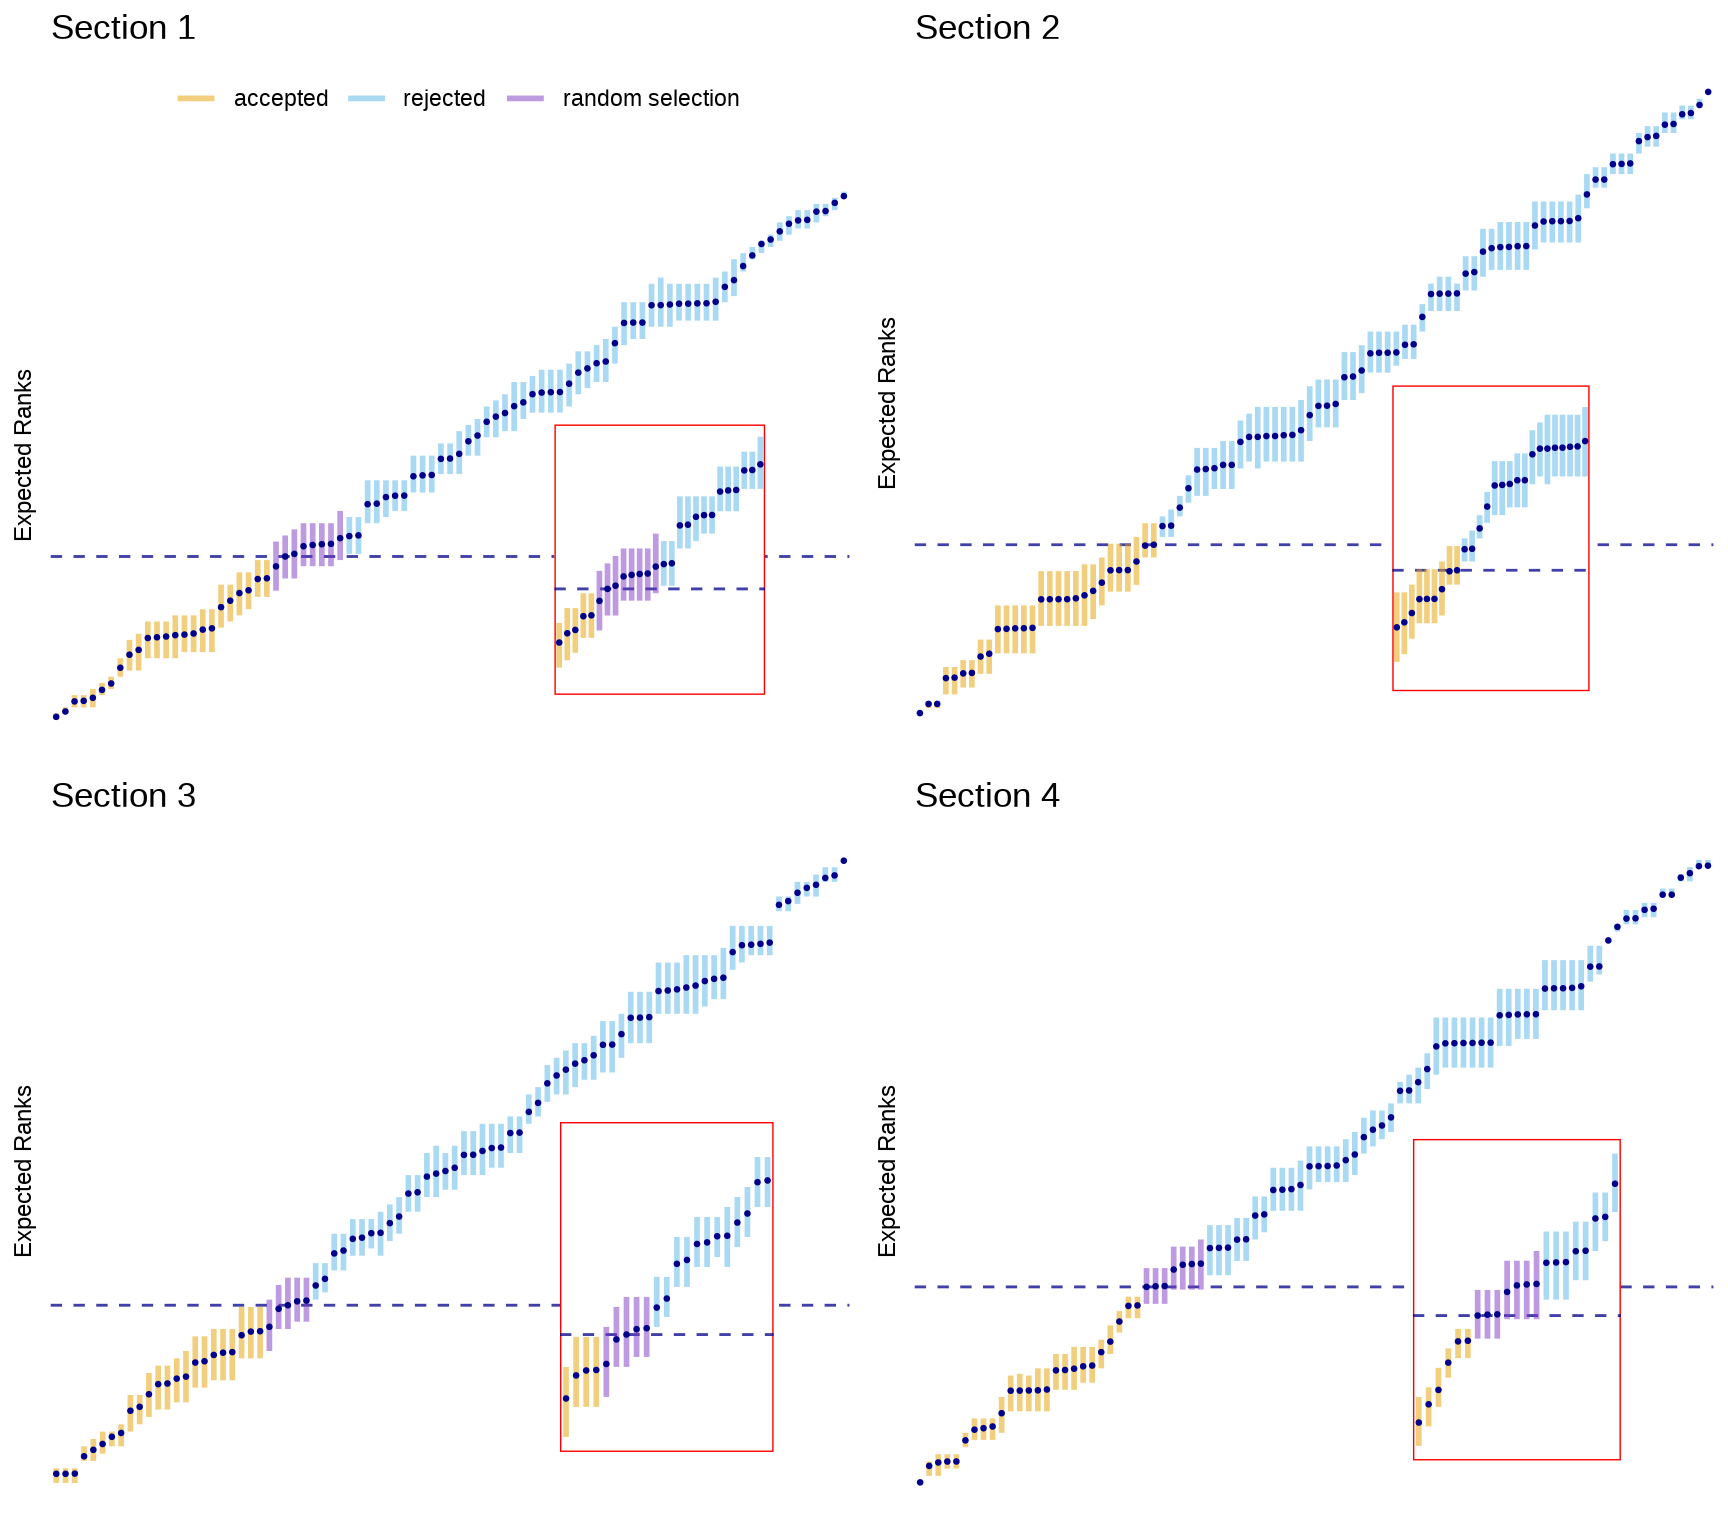 Section 1
Section 2
accepted
rejected
random selection
Expected Ranks
Expected Ranks
Section 3
Section 4
Expected Ranks
Expected Ranks